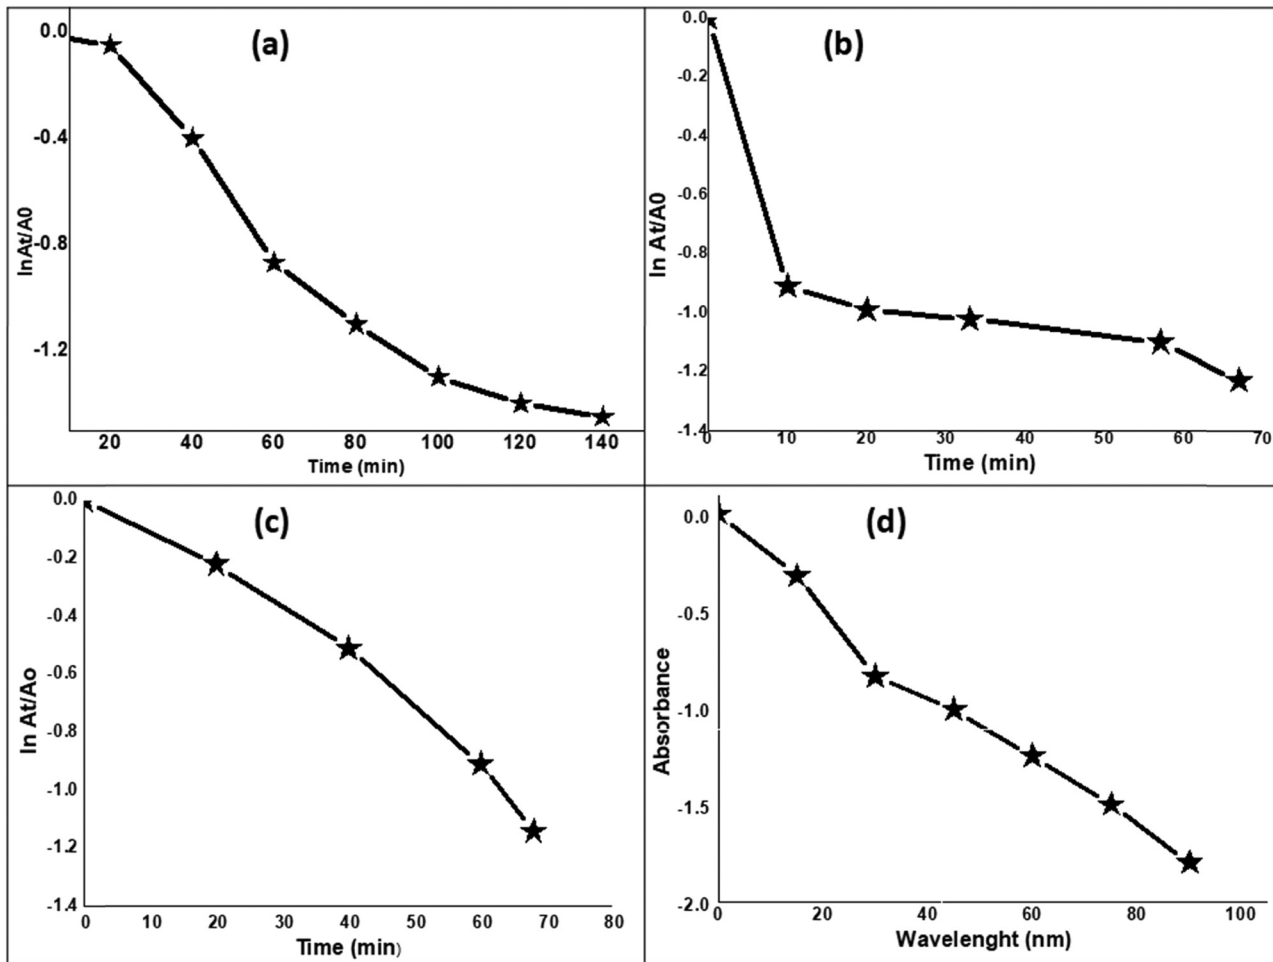 (a)
0.0
-0.4
-0.8
-1.2
lnAt/A0
20 40 60 80 100 120 140
Time (min)
(b)
0.0
-0.2
-0.4
-0.6
-0.8
-1.0
-1.2
-1.4
ln At/A0
0 10 20 30 40 50 60 70
Time (min)
(c)
0.0
-0.2
-0.4
-0.6
-0.8
-1.0
-1.2
-1.4
ln At/Ao
0 10 20 30 40 50 60 70 80
Time (min)
(d)
0.0
-0.5
-1.0
-1.5
-2.0
Absorbance
0 20 40 60 80 100
Wavelenght (nm)